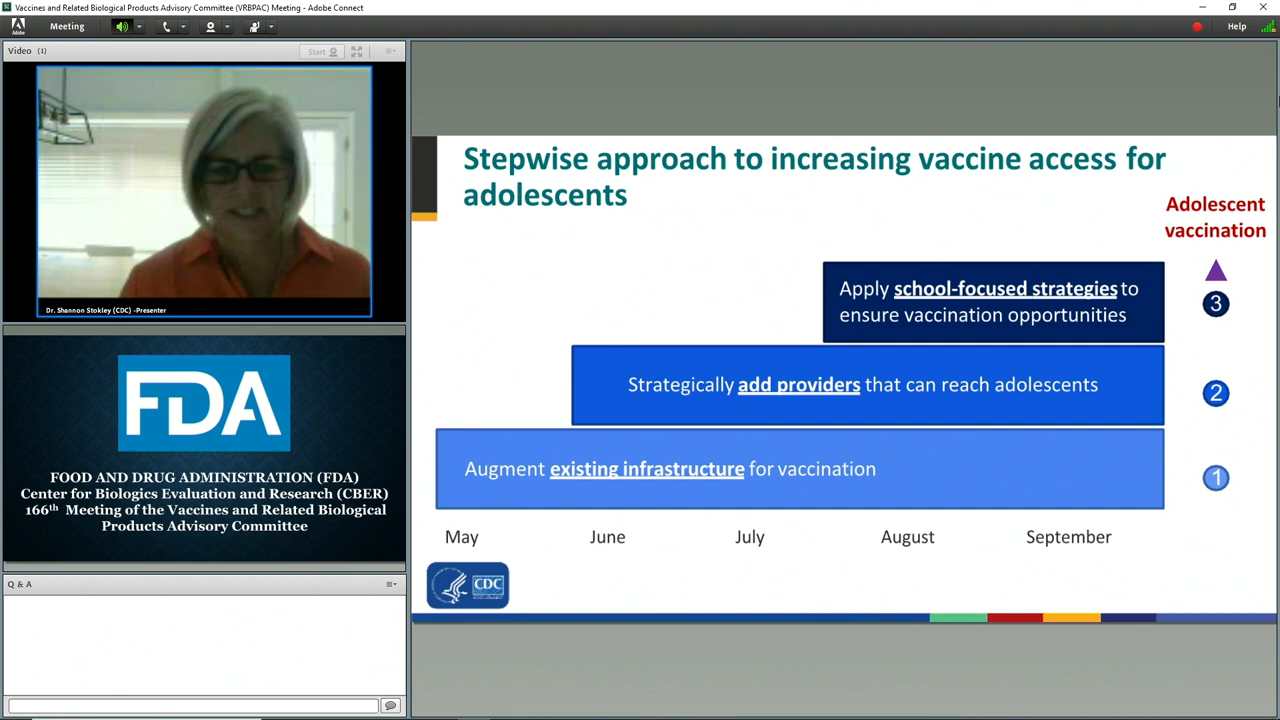 Vaccines and Related Biological Products Advisory Committee (VRBPAC) Meeting - Adobe Connect
Meeting
Help
Video (1)
Start
Dr. Shannon Stokley (CDC) -Presenter
FDA
FOOD AND DRUG ADMINISTRATION (FDA)
Center for Biologics Evaluation and Research (CBER)
166th Meeting of the Vaccines and Related Biological
Products Advisory Committee
Q & A
Stepwise approach to increasing vaccine access for
adolescents
Adolescent
vaccination
Apply school-focused strategies to
ensure vaccination opportunities
3
Strategically add providers that can reach adolescents
2
Augment existing infrastructure for vaccination
1
May June July August September
CDC